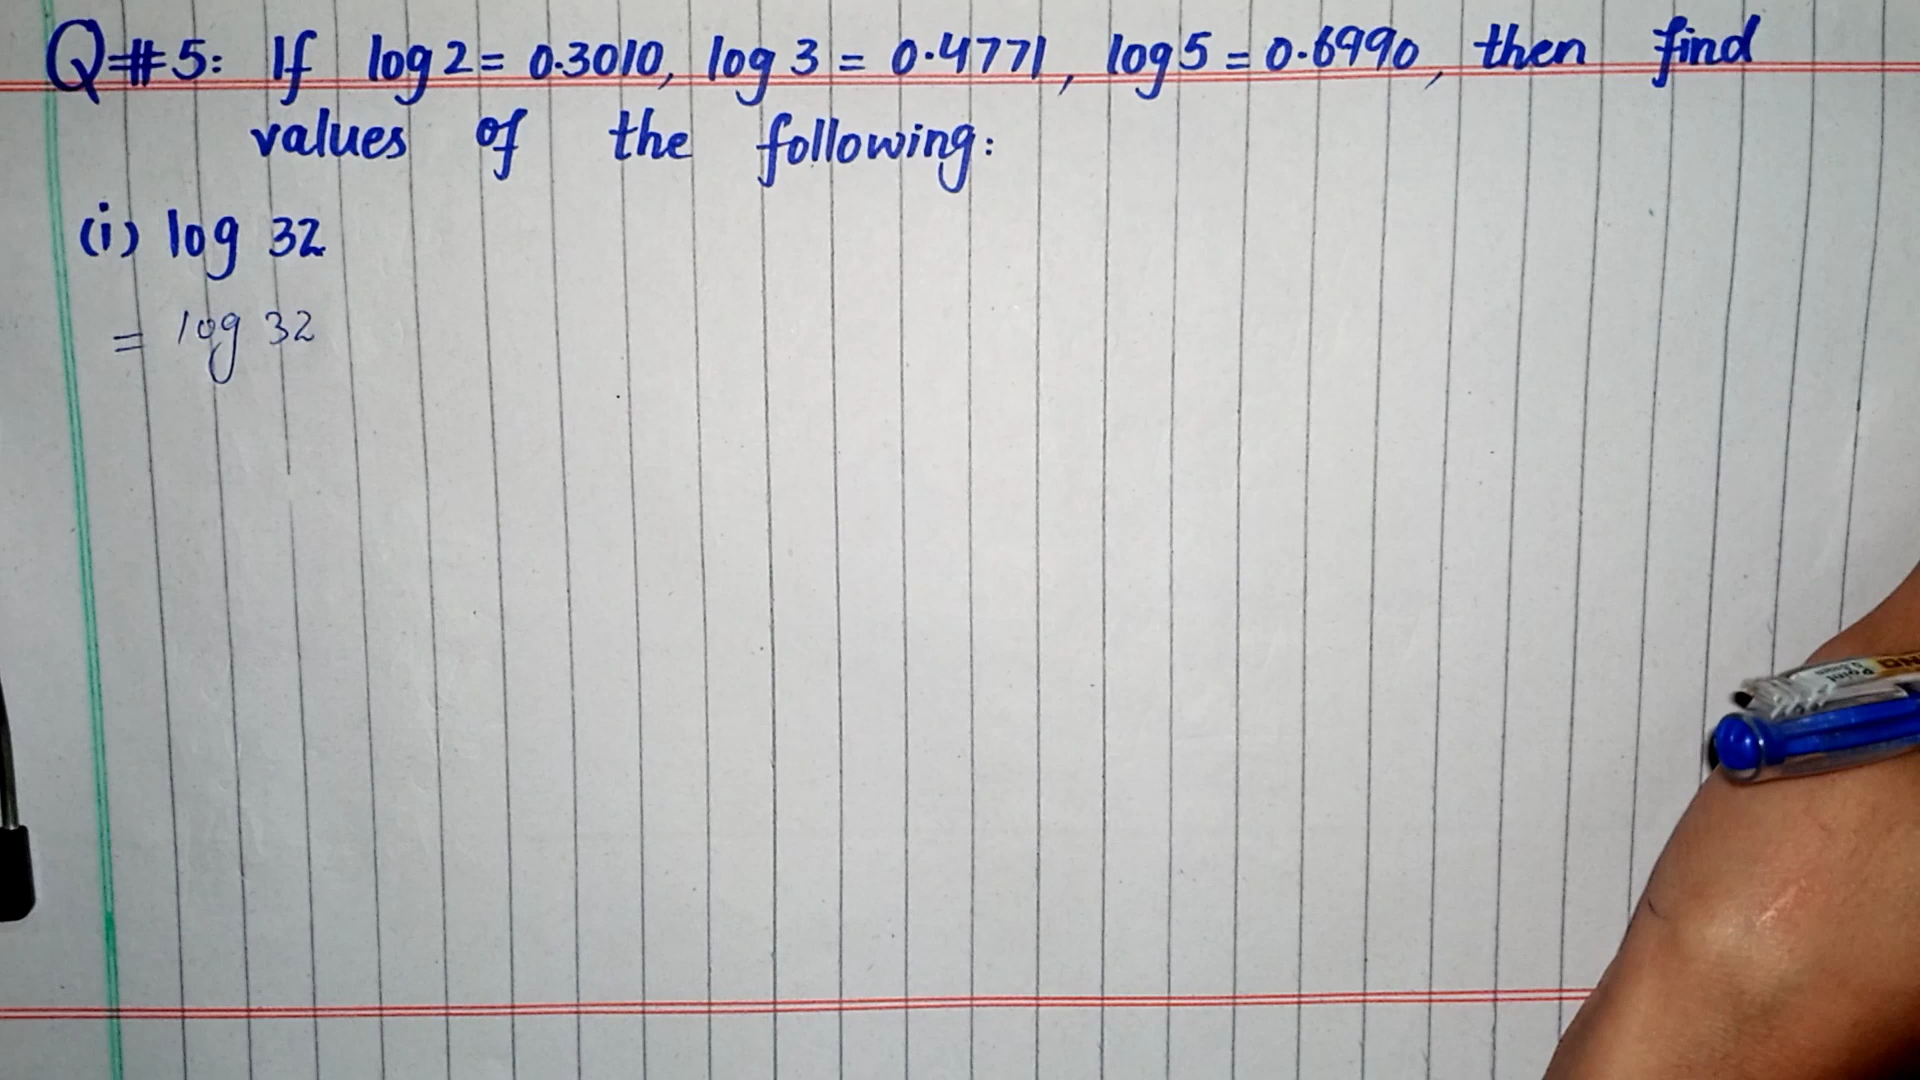 Q#5: If log 2 = 0.3010, log 3 = 0.4771, log 5 = 0.6990, then find
values of the following:
(i) log 32
= log 32
Point